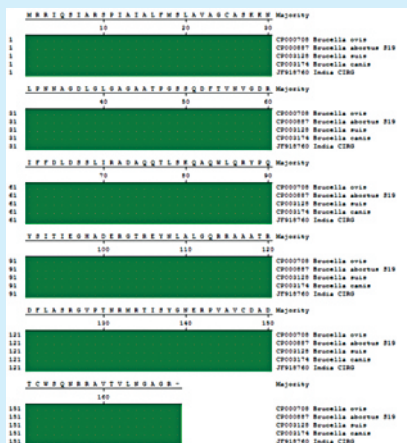 M R R I Q S I A R S P I A I A L F M S L A V A G C A S K K N Majority
10 20 30
1 CP000708 Brucella ovis
1 CP000887 Brucella abortus S19
1 CP003128 Brucella suis
1 CP003174 Brucella canis
1 JF918760 India CIRG
L P N N A G D L G L G A G A A T P G S S Q D F T V N V G D R Majority
40 50 60
31 CP000708 Brucella ovis
31 CP000887 Brucella abortus S19
31 CP003128 Brucella suis
31 CP003174 Brucella canis
31 JF918760 India CIRG
I F F D L D S S L I R A D A Q Q T L S K Q A Q W L Q R Y P Q Majority
70 80 90
61 CP000708 Brucella ovis
61 CP000887 Brucella abortus S19
61 CP003128 Brucella suis
61 CP003174 Brucella canis
61 JF918760 India CIRG
Y S I T I E G H A D E R G T R E Y N L A L G Q R R A A A T R Majority
100 110 120
91 CP000708 Brucella ovis
91 CP000887 Brucella abortus S19
91 CP003128 Brucella suis
91 CP003174 Brucella canis
91 JF918760 India CIRG
D F L A S R G V P T N R M R T I S Y G N E R P V A V C D A D Majority
130 140 150
121 CP000708 Brucella ovis
121 CP000887 Brucella abortus S19
121 CP003128 Brucella suis
121 CP003174 Brucella canis
121 JF918760 India CIRG
T C W S Q N R R A V T V L N G A G R - Majority
160
151 CP000708 Brucella ovis
151 CP000887 Brucella abortus S19
151 CP003128 Brucella suis
151 CP003174 Brucella canis
151 JF918760 India CIRG